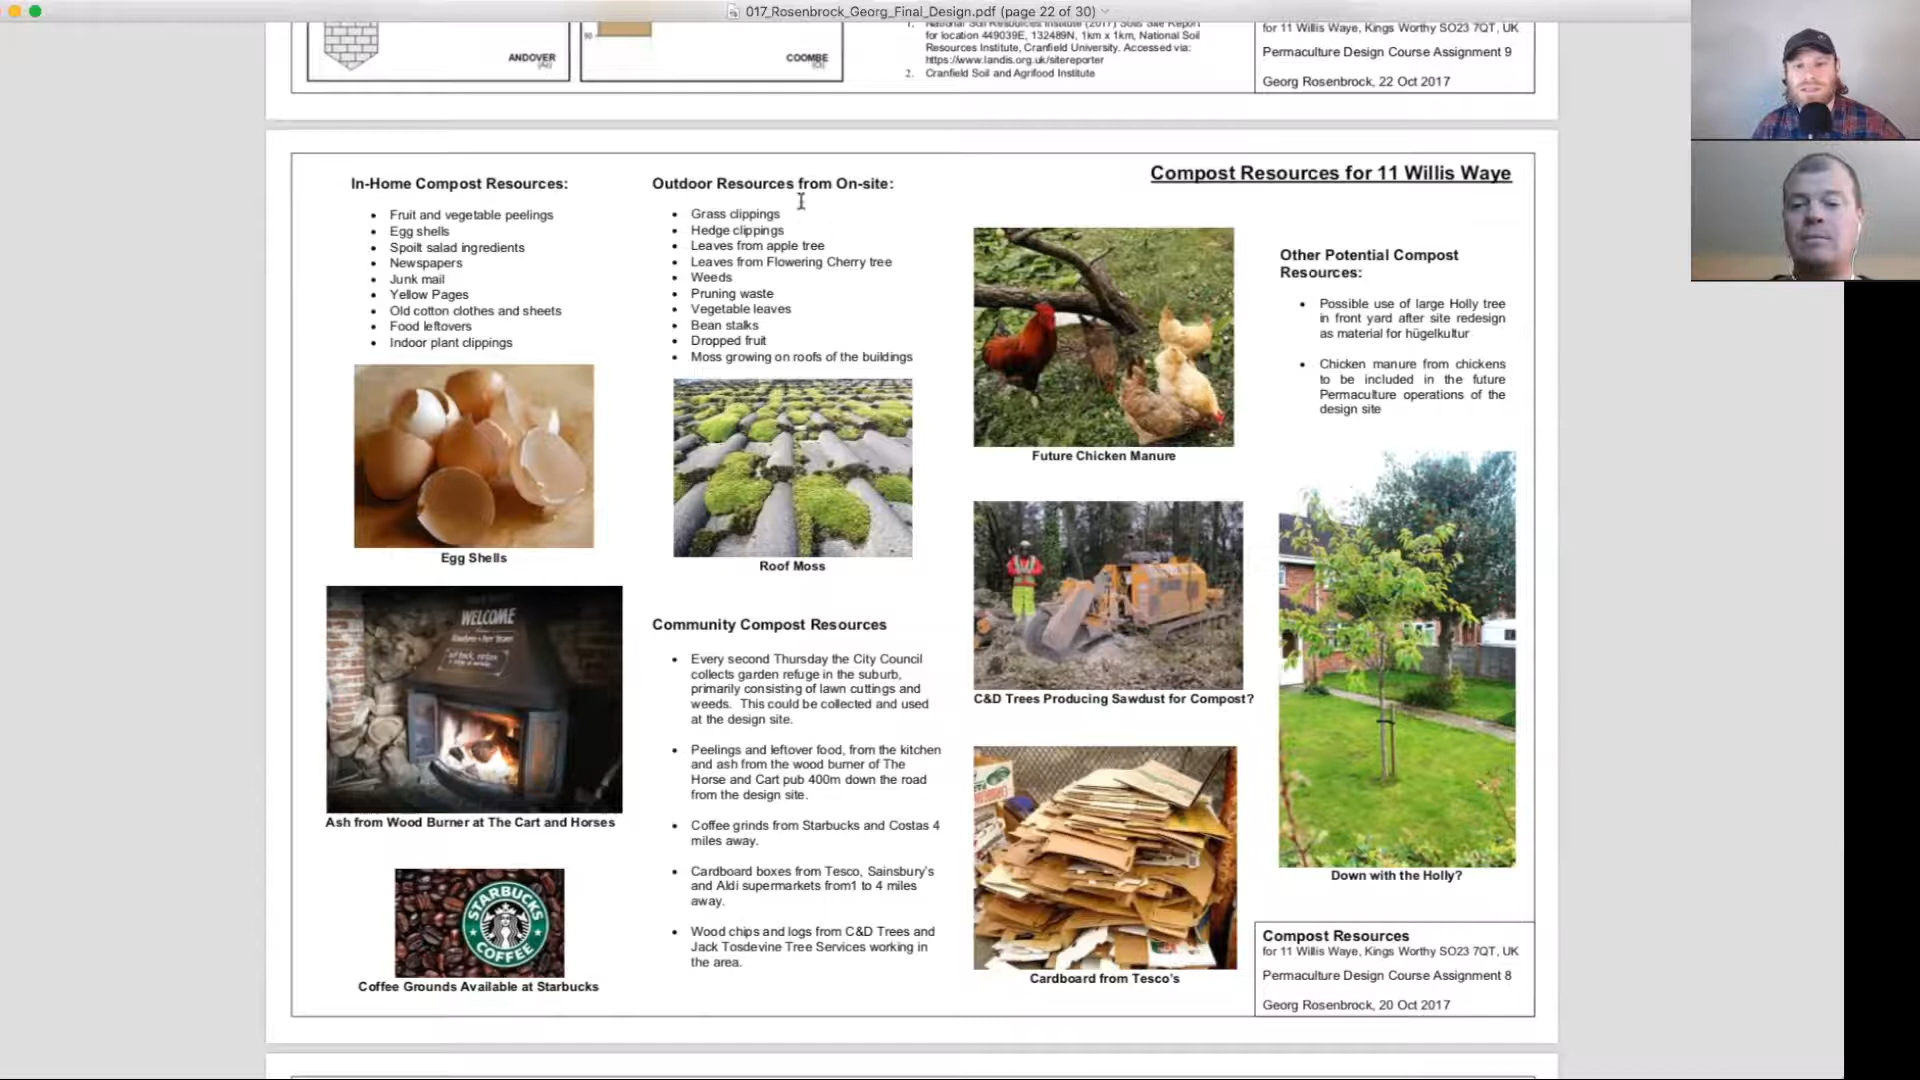 017_Rosenbrock_Georg_Final_Design.pdf (page 22 of 30)
90
ANDOVER
COOMBE
1. National Soil Resources Institute (2017) Soils Site Report
for location 449039E, 132489N, 1km x 1km, National Soil
Resources Institute, Cranfield University. Accessed via:
https://www.landis.org.uk/sitereporter
2. Cranfield Soil and Agrifood Institute
for 11 Willis Waye, Kings Worthy SO23 7QT, UK
Permaculture Design Course Assignment 9
Georg Rosenbrock, 22 Oct 2017
Compost Resources for 11 Willis Waye
In-Home Compost Resources:
• Fruit and vegetable peelings
• Egg shells
• Spoilt salad ingredients
• Newspapers
• Junk mail
• Yellow Pages
• Old cotton clothes and sheets
• Food leftovers
• Indoor plant clippings
Egg Shells
WELCOME
Ash from Wood Burner at The Cart and Horses
STARBUCKS
COFFEE
Coffee Grounds Available at Starbucks
Outdoor Resources from On-site:
• Grass clippings
• Hedge clippings
• Leaves from apple tree
• Leaves from Flowering Cherry tree
• Weeds
• Pruning waste
• Vegetable leaves
• Bean stalks
• Dropped fruit
• Moss growing on roofs of the buildings
Roof Moss
Community Compost Resources
• Every second Thursday the City Council
collects garden refuge in the suburb,
primarily consisting of lawn cuttings and
weeds. This could be collected and used
at the design site.
• Peelings and leftover food, from the kitchen
and ash from the wood burner of The
Horse and Cart pub 400m down the road
from the design site.
• Coffee grinds from Starbucks and Costas 4
miles away.
• Cardboard boxes from Tesco, Sainsbury's
and Aldi supermarkets from1 to 4 miles
away.
• Wood chips and logs from C&D Trees and
Jack Tosdevine Tree Services working in
the area.
Future Chicken Manure
C&D Trees Producing Sawdust for Compost?
Cardboard from Tesco's
Other Potential Compost
Resources:
• Possible use of large Holly tree
in front yard after site redesign
as material for hügelkultur
• Chicken manure from chickens
to be included in the future
Permaculture operations of the
design site
Down with the Holly?
Compost Resources
for 11 Willis Waye, Kings Worthy SO23 7QT, UK
Permaculture Design Course Assignment 8
Georg Rosenbrock, 20 Oct 2017